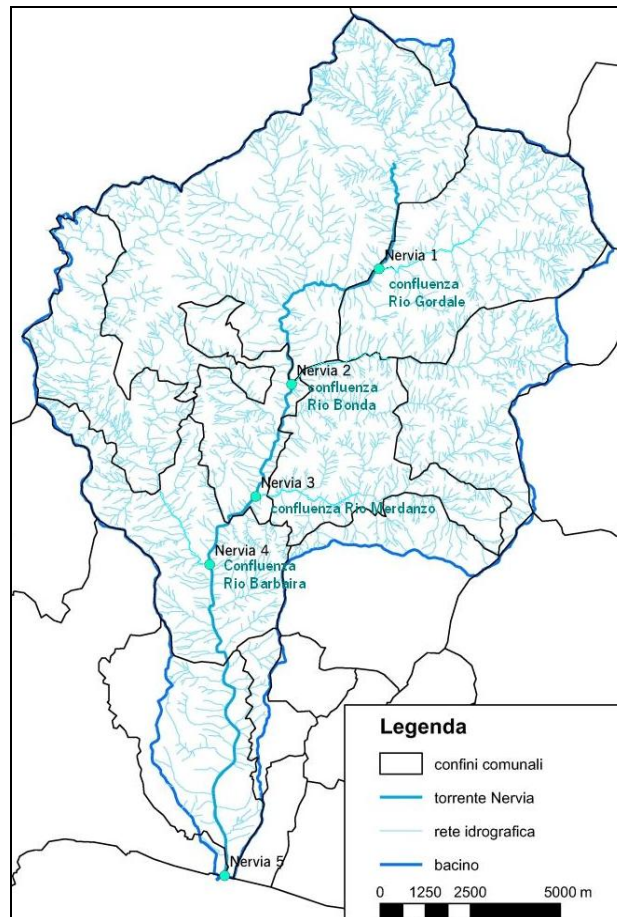 Nervia 1
confluenza
Rio Gordale
Nervia 2
confluenza
Rio Bonda
Nervia 3
confluenza Rio Merdanzo
Nervia 4
Confluenza
Rio Barbaira
Nervia 5
Legenda
confini comunali
torrente Nervia
rete idrografica
bacino
0 1250 2500 5000 m